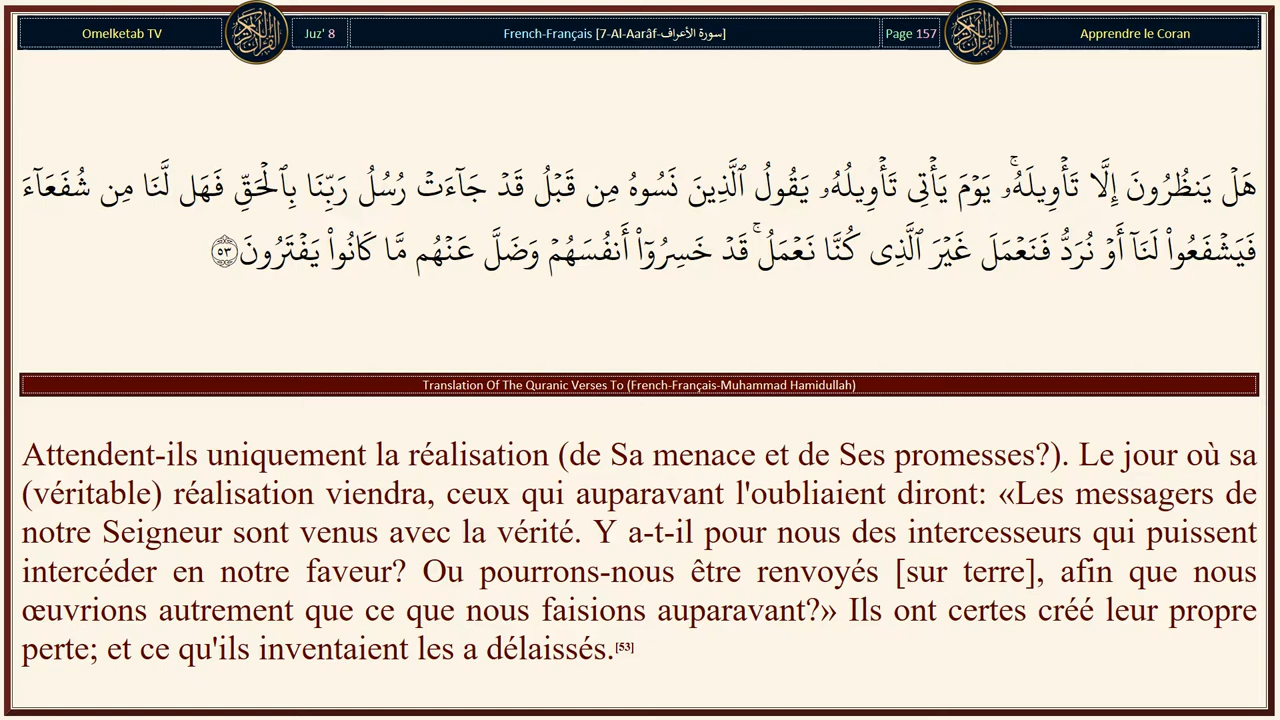 Omelketab TV
Juz' 8
French-Français [7-Al-Aarâf-سورة الأعراف]
Page 157
Apprendre le Coran
هَلْ يَنظُرُونَ إِلَّا تَأْوِيلَهُۥ ۚ يَوْمَ يَأْتِى تَأْوِيلُهُۥ يَقُولُ ٱلَّذِينَ نَسُوهُ مِن قَبْلُ قَدْ جَآءَتْ رُسُلُ رَبِّنَا بِٱلْحَقِّ فَهَل لَّنَا مِن شُفَعَآءَ
فَيَشْفَعُوا۟ لَنَآ أَوْ نُرَدُّ فَنَعْمَلَ غَيْرَ ٱلَّذِى كُنَّا نَعْمَلُ ۚ قَدْ خَسِرُوٓا۟ أَنفُسَهُمْ وَضَلَّ عَنْهُم مَّا كَانُوا۟ يَفْتَرُونَ ٥٣
Translation Of The Quranic Verses To (French-Français-Muhammad Hamidullah)
Attendent-ils uniquement la réalisation (de Sa menace et de Ses promesses?). Le jour où sa
(véritable) réalisation viendra, ceux qui auparavant l'oubliaient diront: «Les messagers de
notre Seigneur sont venus avec la vérité. Y a-t-il pour nous des intercesseurs qui puissent
intercéder en notre faveur? Ou pourrons-nous être renvoyés [sur terre], afin que nous
œuvrions autrement que ce que nous faisions auparavant?» Ils ont certes créé leur propre
perte; et ce qu'ils inventaient les a délaissés.[53]